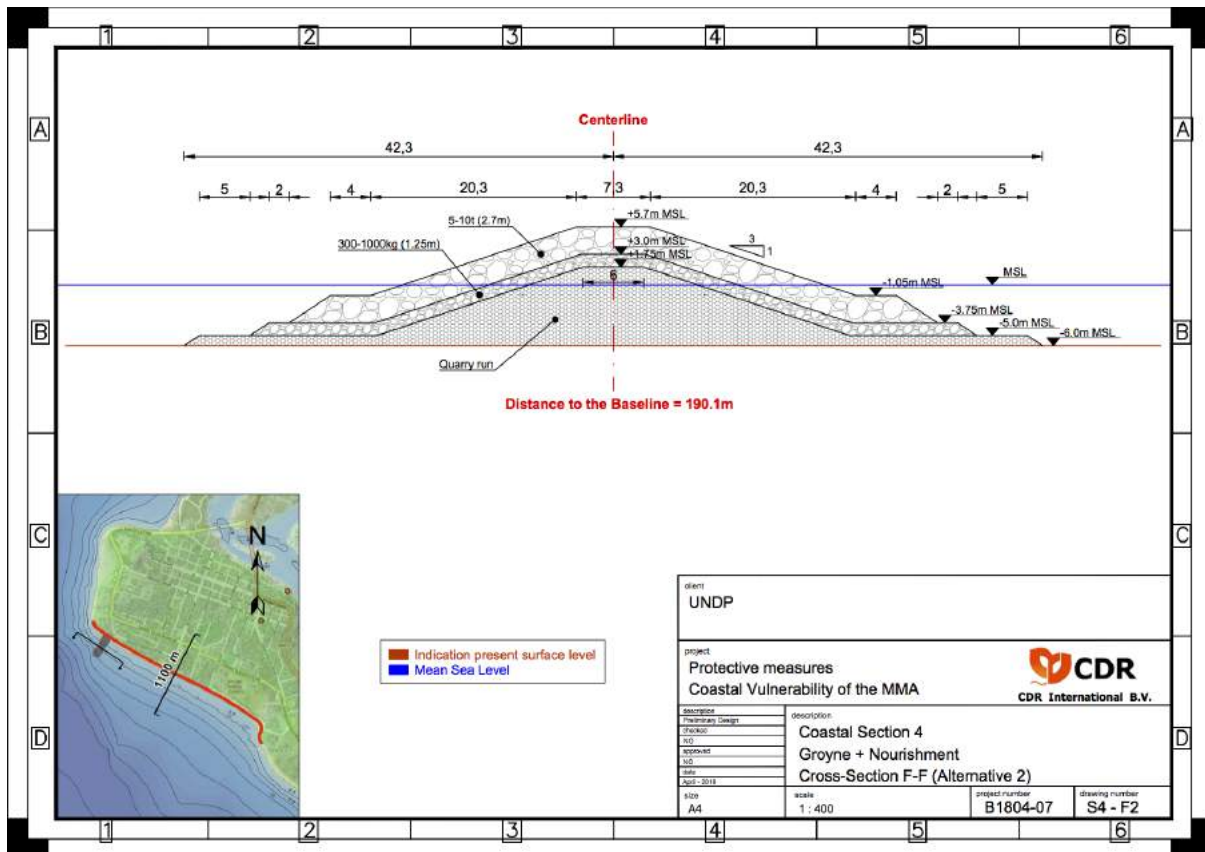 1 2 3 4 5 6
A A
Centerline
42,3 42,3
5 2 4 20,3 7,3 20,3 4 2 5
5-10t (2.7m)
+5.7m MSL
300-1000kg (1.25m)
+3.0m MSL
3
1
+1.75m MSL
6
MSL
-1.05m MSL
-3.75m MSL
-5.0m MSL
-6.0m MSL
B B
Quarry run
Distance to the Baseline = 190.1m
C C
N
1100 m
Indication present surface level
Mean Sea Level
client
UNDP
project
Protective measures
Coastal Vulnerability of the MMA
CDR
CDR International B.V.
description
Preliminary Design
checked
NO
approved
NO
date
April - 2018
description
Coastal Section 4
Groyne + Nourishment
Cross-Section F-F (Alternative 2)
D D
size
A4
scale
1 : 400
project number
B1804-07
drawing number
S4 - F2
1 2 3 4 5 6